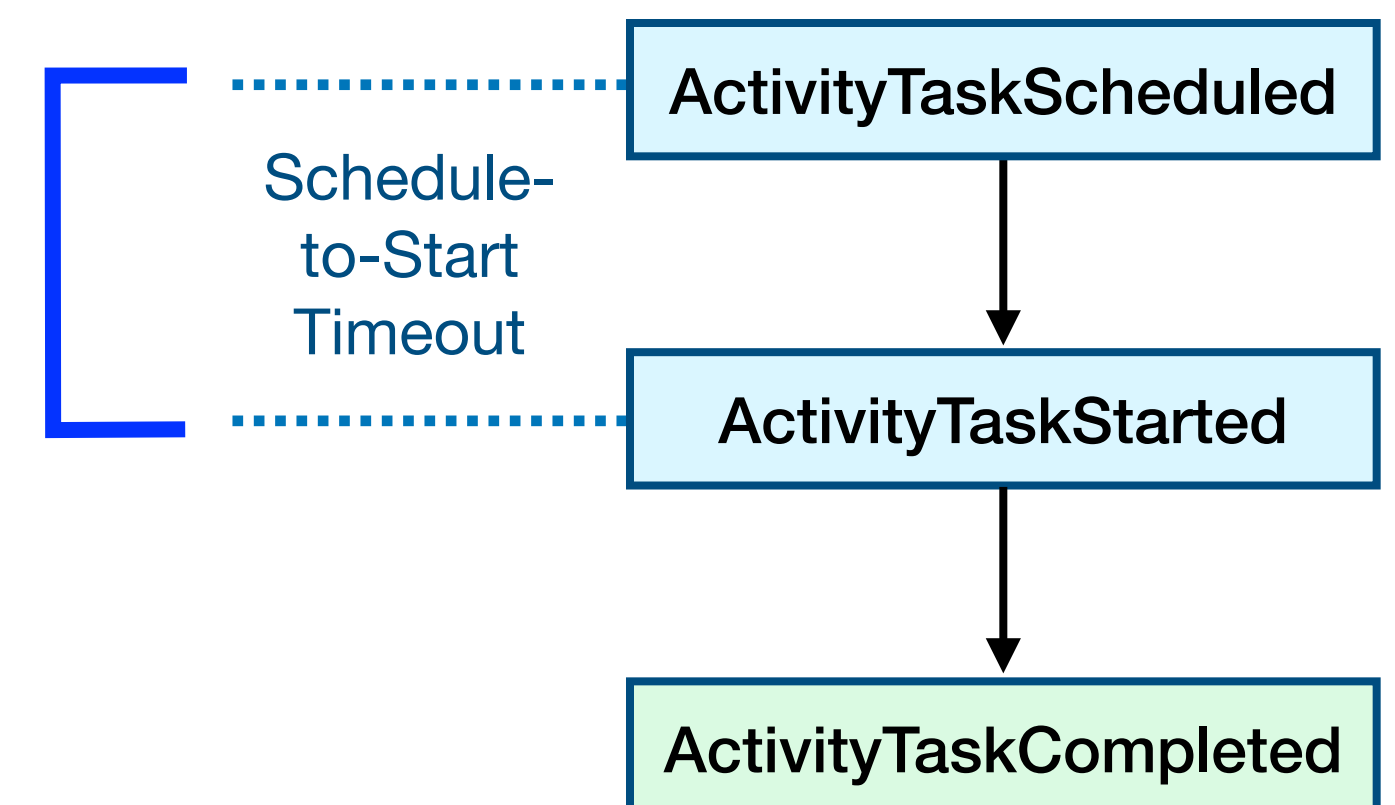 ActivityTaskScheduled
Schedule-
to-Start
Timeout
ActivityTaskStarted
ActivityTaskCompleted